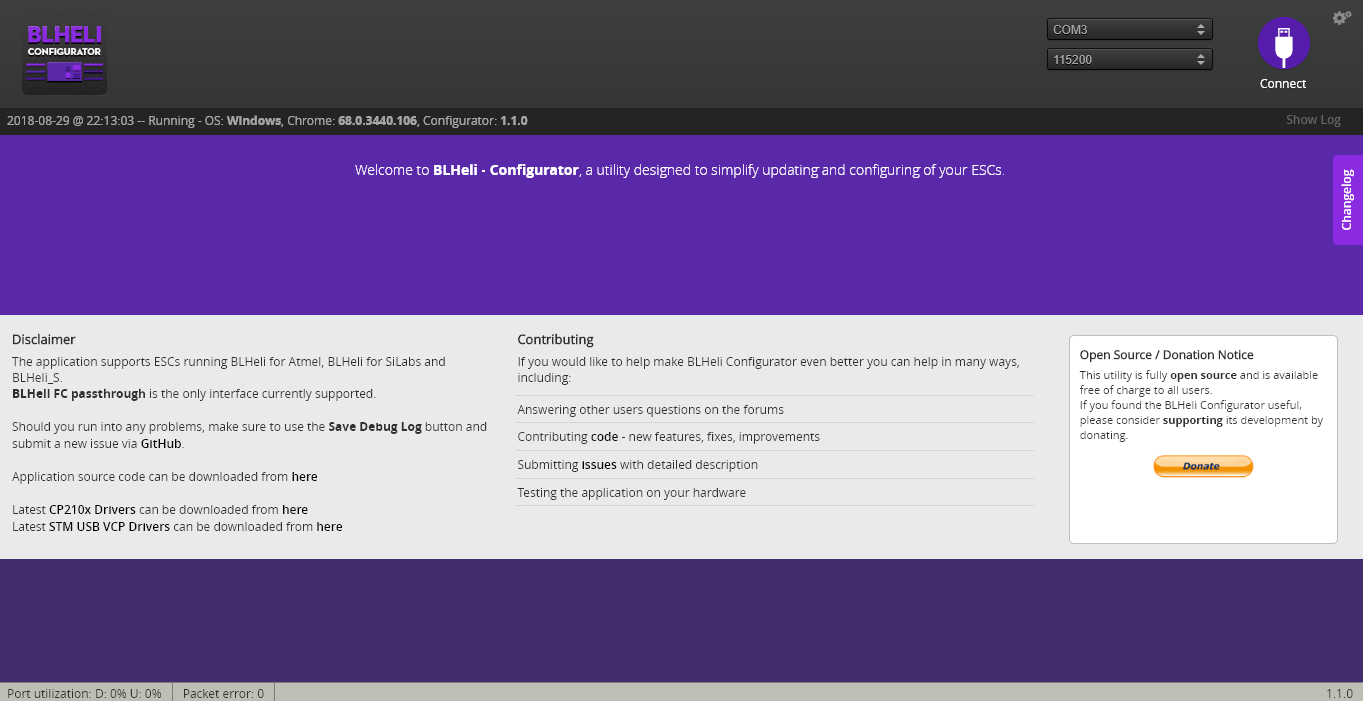 BLHELI
CONFIGURATOR
COM3
115200
Connect
2018-08-29 @ 22:13:03 -- Running - OS: Windows, Chrome: 68.0.3440.106, Configurator: 1.1.0
Show Log
Welcome to BLHeli - Configurator, a utility designed to simplify updating and configuring of your ESCs.
Changelog
Disclaimer
The application supports ESCs running BLHeli for Atmel, BLHeli for SiLabs and
BLHeli_S.
BLHeli FC passthrough is the only interface currently supported.
Should you run into any problems, make sure to use the Save Debug Log button and
submit a new issue via GitHub.
Application source code can be downloaded from here
Latest CP210x Drivers can be downloaded from here
Latest STM USB VCP Drivers can be downloaded from here
Contributing
If you would like to help make BLHeli Configurator even better you can help in many ways,
including:
Answering other users questions on the forums
Contributing code - new features, fixes, improvements
Submitting issues with detailed description
Testing the application on your hardware
Open Source / Donation Notice
This utility is fully open source and is available
free of charge to all users.
If you found the BLHeli Configurator useful,
please consider supporting its development by
donating.
Donate
Port utilization: D: 0% U: 0%
Packet error: 0
1.1.0